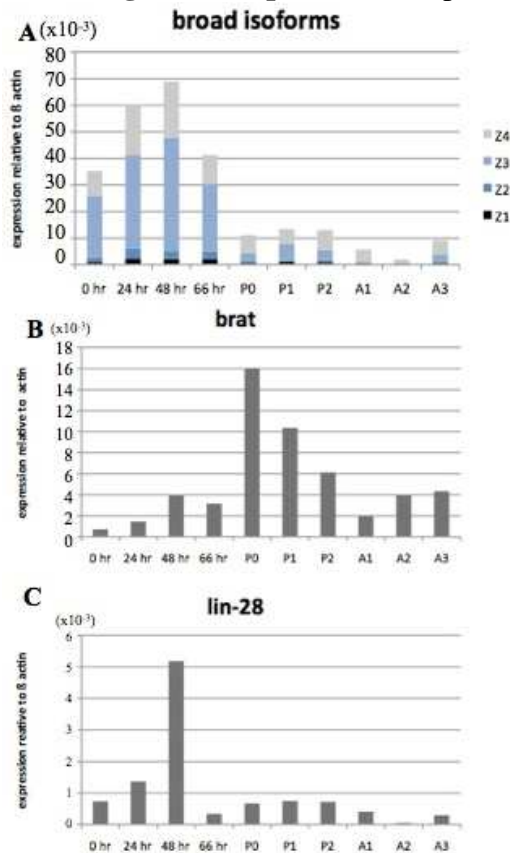 A (x10-3) broad isoforms
expression relative to ß actin
80
70
60
50
40
30
20
10
0
0 hr 24 hr 48 hr 66 hr P0 P1 P2 A1 A2 A3
Z4
Z3
Z2
Z1
B (x10-3) brat
expression relative to actin
18
16
14
12
10
8
6
4
2
0
0 hr 24 hr 48 hr 66 hr P0 P1 P2 A1 A2 A3
C (x10-3) lin-28
expression reative to ß actin
6
5
4
3
2
1
0
0 hr 24 hr 48 hr 66 hr P0 P1 P2 A1 A2 A3